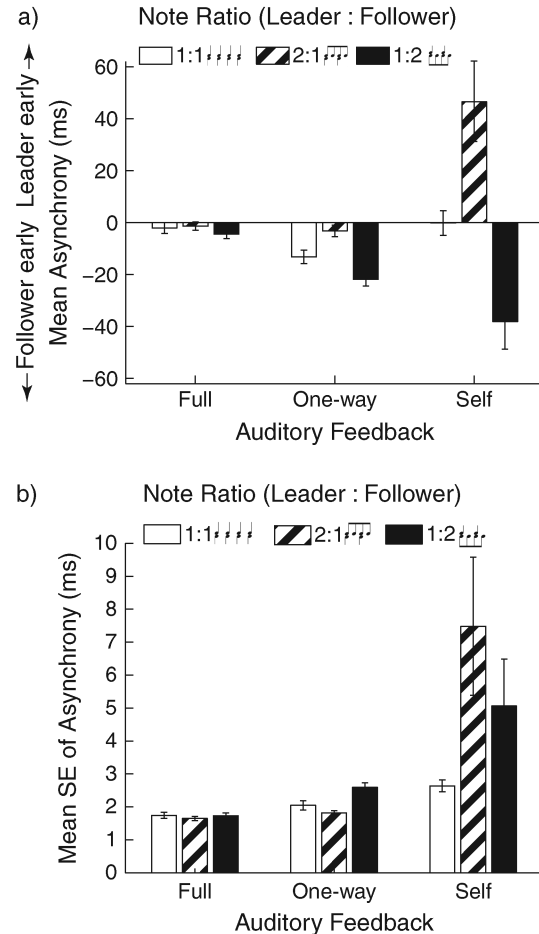 a)
Note Ratio (Leader : Follower)
1:1 2:1 1:2
60
40
20
0
−20
−40
−60
← Follower early Leader early →
Mean Asynchrony (ms)
Full One-way Self
Auditory Feedback
b)
Note Ratio (Leader : Follower)
1:1 2:1 1:2
10
9
8
7
6
5
4
3
2
1
0
Mean SE of Asynchrony (ms)
Full One-way Self
Auditory Feedback